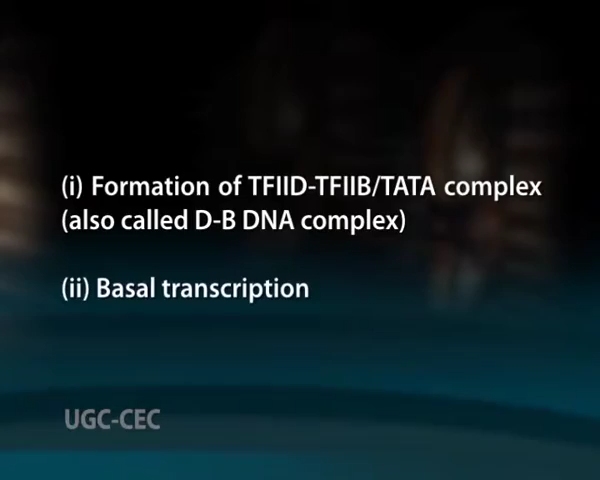 (i) Formation of TFIID-TFIIB/TATA complex
(also called D-B DNA complex)
(ii) Basal transcription
UGC-CEC